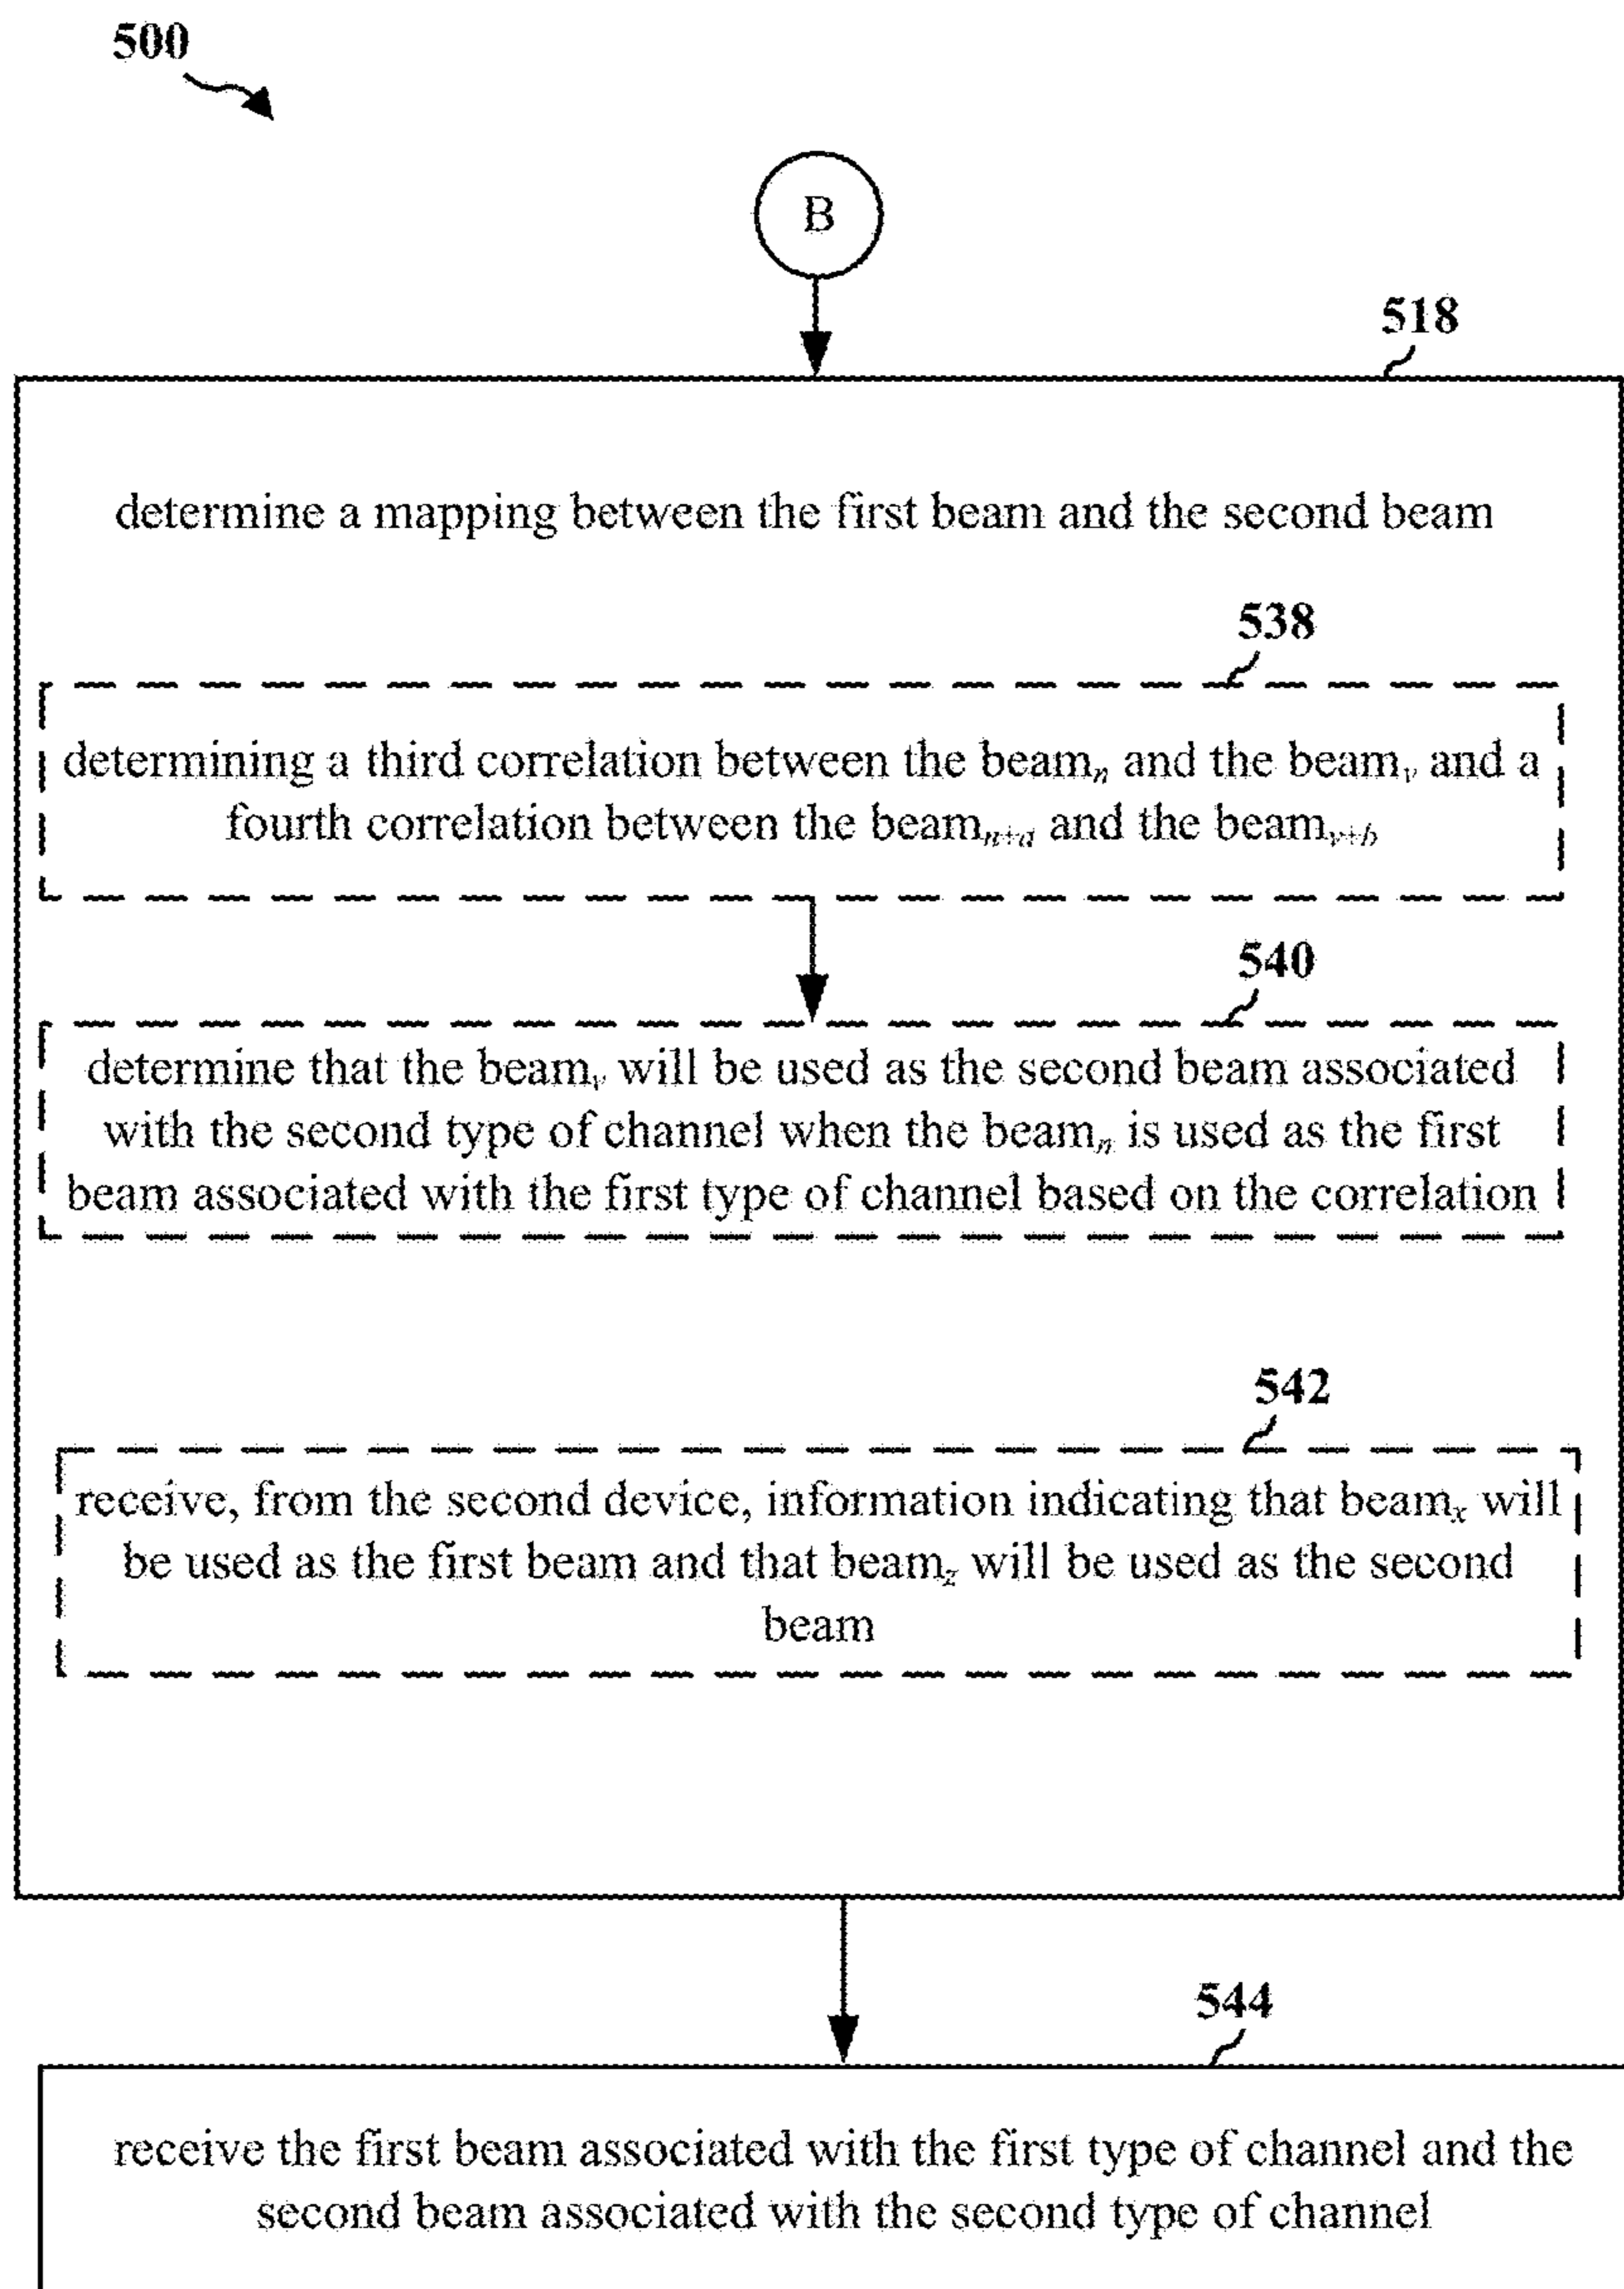 500
B
518
determine a mapping between the first beam and the second beam
538
determining a third correlation between the beamₙ and the beamᵥ and a
fourth correlation between the beamₙ₊ₐ and the beamᵥ₊b
540
determine that the beamᵥ will be used as the second beam associated
with the second type of channel when the beamₙ is used as the first
beam associated with the first type of channel based on the correlation
542
receive, from the second device, information indicating that beamₓ will
be used as the first beam and that beam_z will be used as the second
beam
544
receive the first beam associated with the first type of channel and the
second beam associated with the second type of channel